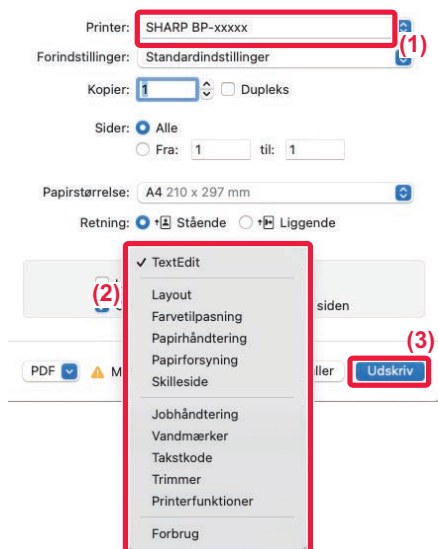 Printer: SHARP BP-xxxxx
(1)
Forindstillinger: Standardindstillinger
Kopier: 1 Dupleks
Sider: Alle
Fra: 1 til: 1
Papirstørrelse: A4 210 x 297 mm
Retning: Stående Liggende
✓ TextEdit
(2)
Layout
siden
Farvetilpasning
Papirhåndtering
(3)
Papirforsyning
PDF M ller Udskriv
Skilleside
Jobhåndtering
Vandmærker
Takstkode
Trimmer
Printerfunktioner
Forbrug